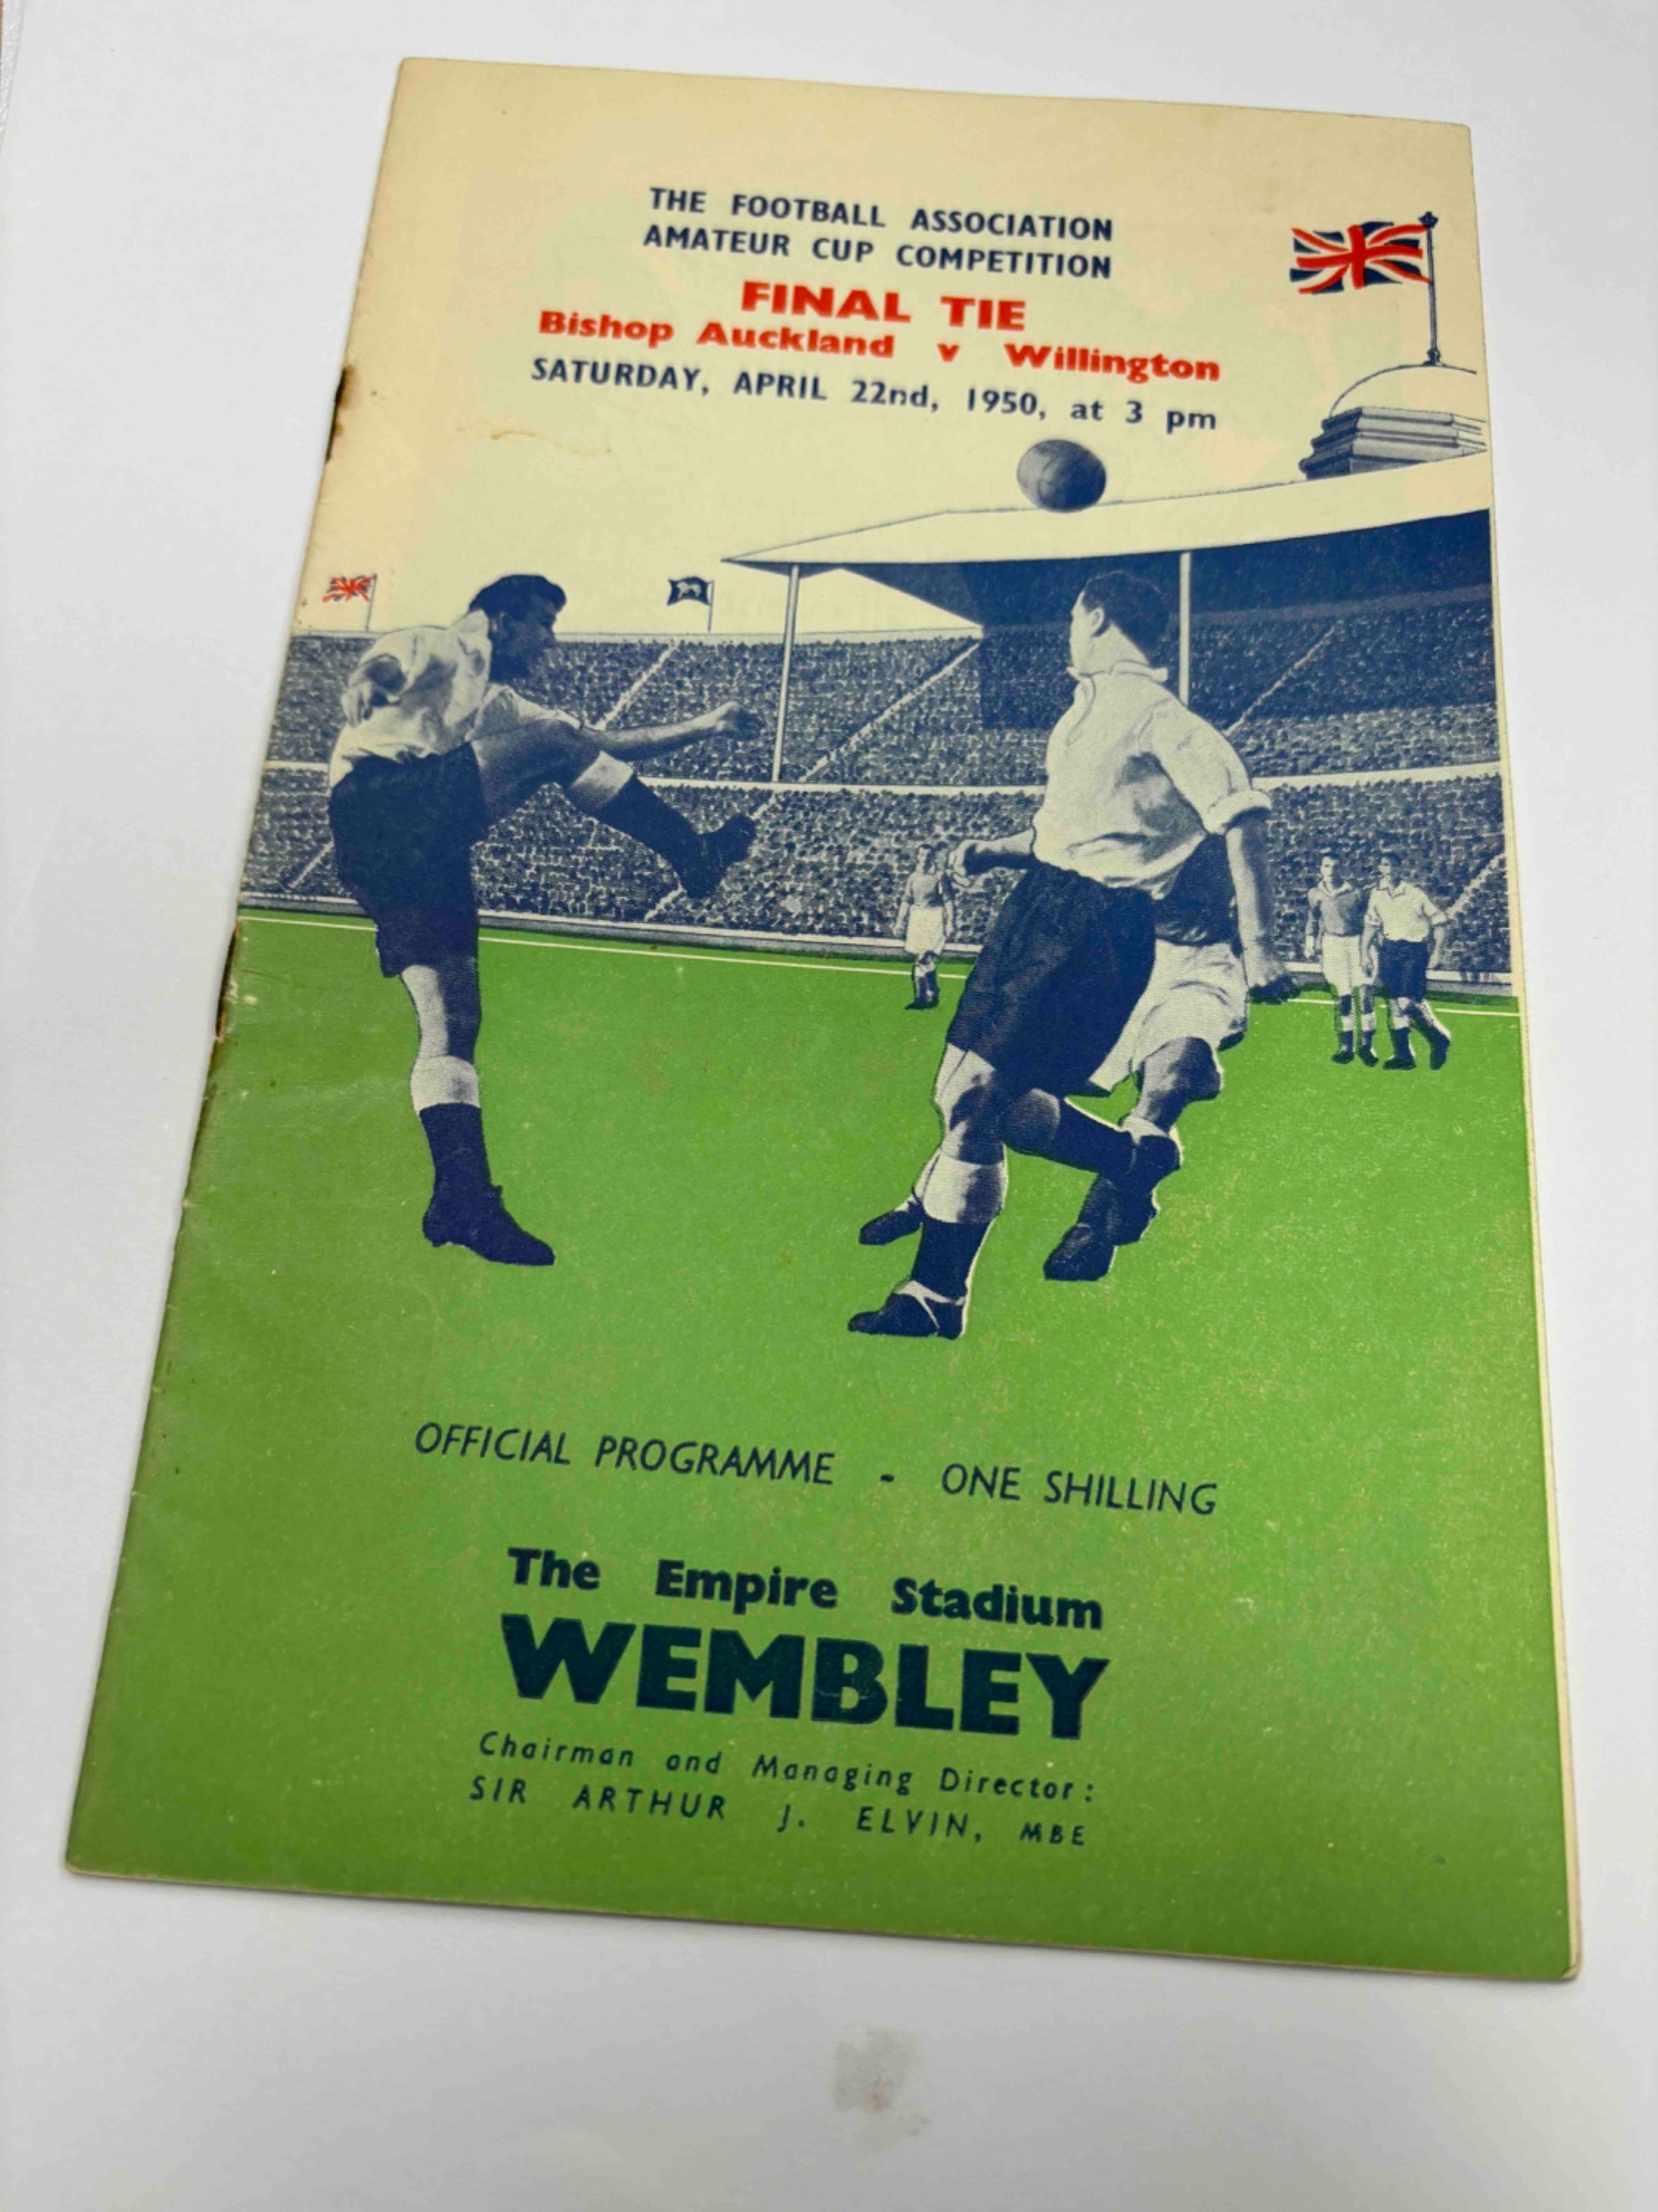 THE FOOTBALL ASSOCIATION
AMATEUR CUP COMPETITION
FINAL TIE
Bishop Auckland v Willington
SATURDAY, APRIL 22nd, 1950, at 3 pm
OFFICIAL PROGRAMME - ONE SHILLING
The Empire Stadium
WEMBLEY
Chairman and Managing Director:
SIR ARTHUR J. ELVIN, MBE